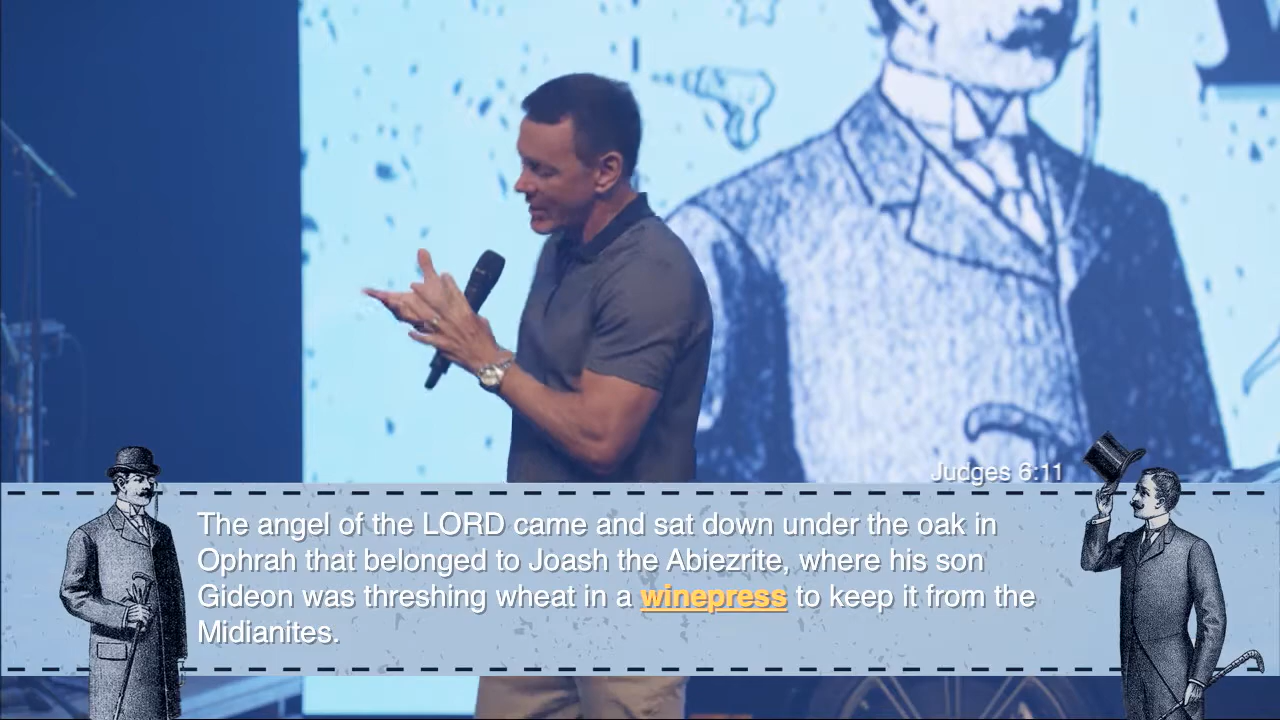 Judges 6:11
The angel of the LORD came and sat down under the oak in
Ophrah that belonged to Joash the Abiezrite, where his son
Gideon was threshing wheat in a winepress to keep it from the
Midianites.